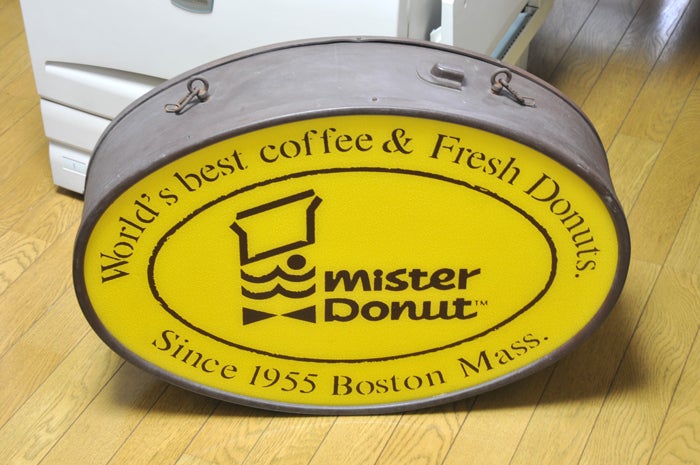 World's best coffee & Fresh Donuts.
mister
Donut™
Since 1955 Boston Mass.